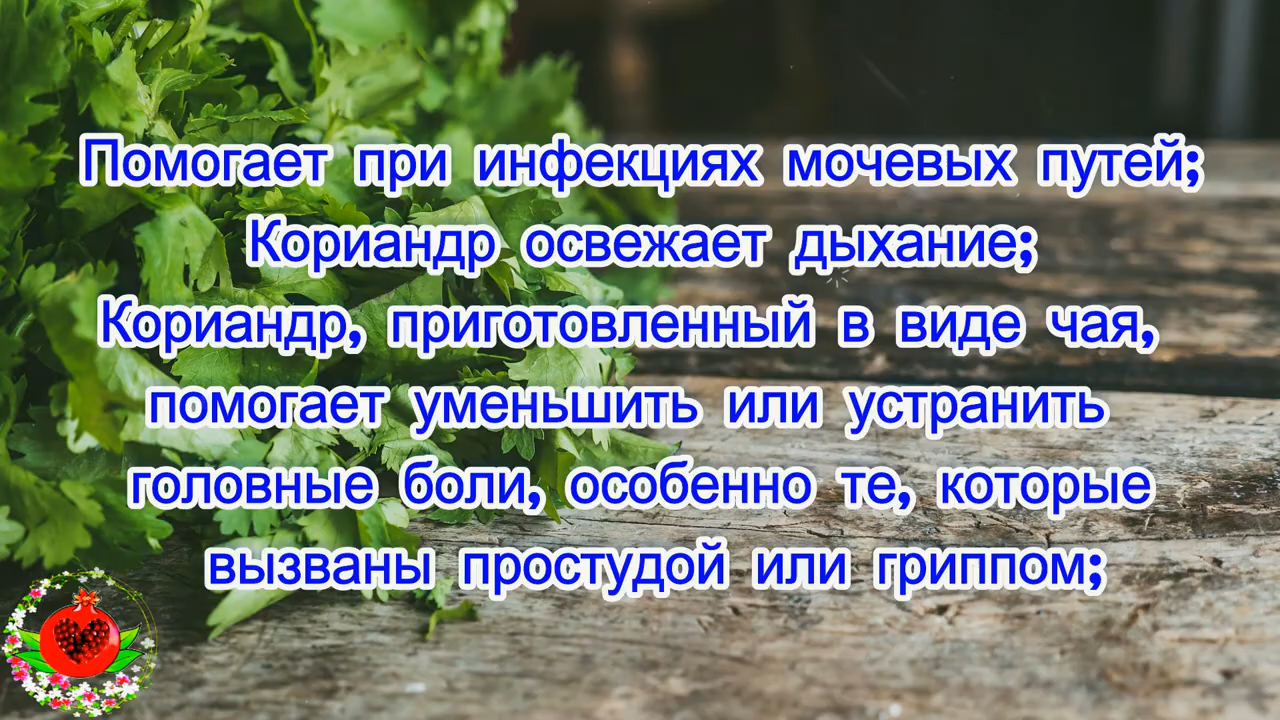 Помогает при инфекциях мочевых путей;
Кориандр освежает дыхание;
Кориандр, приготовленный в виде чая,
помогает уменьшить или устранить
головные боли, особенно те, которые
вызваны простудой или гриппом;